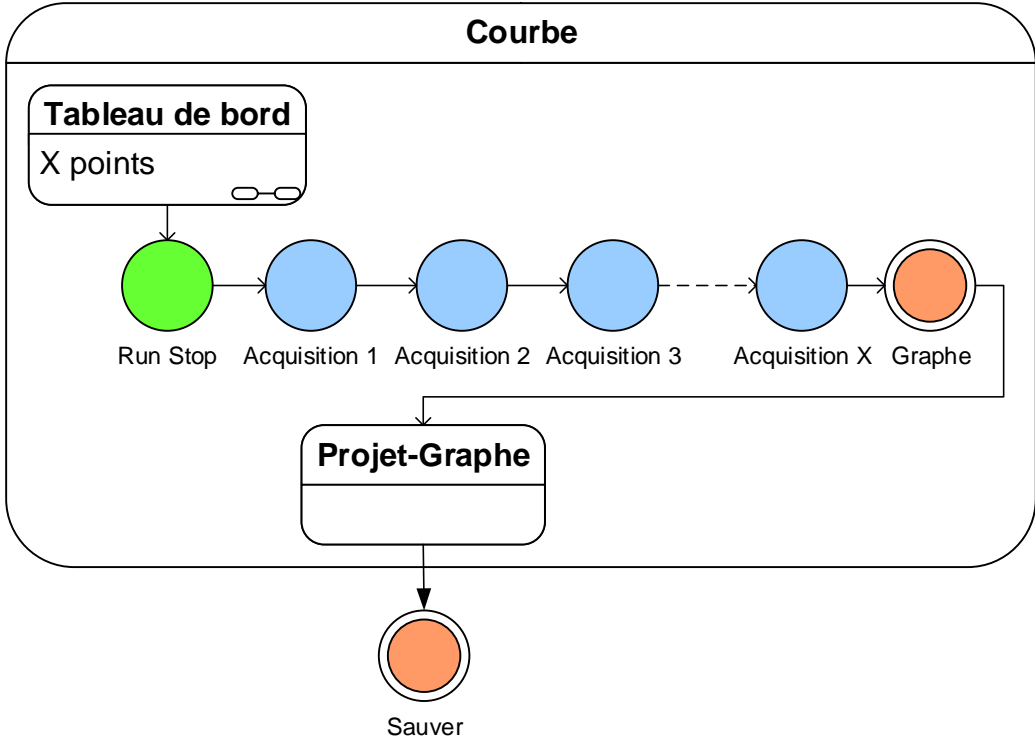 Courbe
Tableau de bord
X points
Run Stop
Acquisition 1
Acquisition 2
Acquisition 3
Acquisition X
Graphe
Projet-Graphe
Sauver